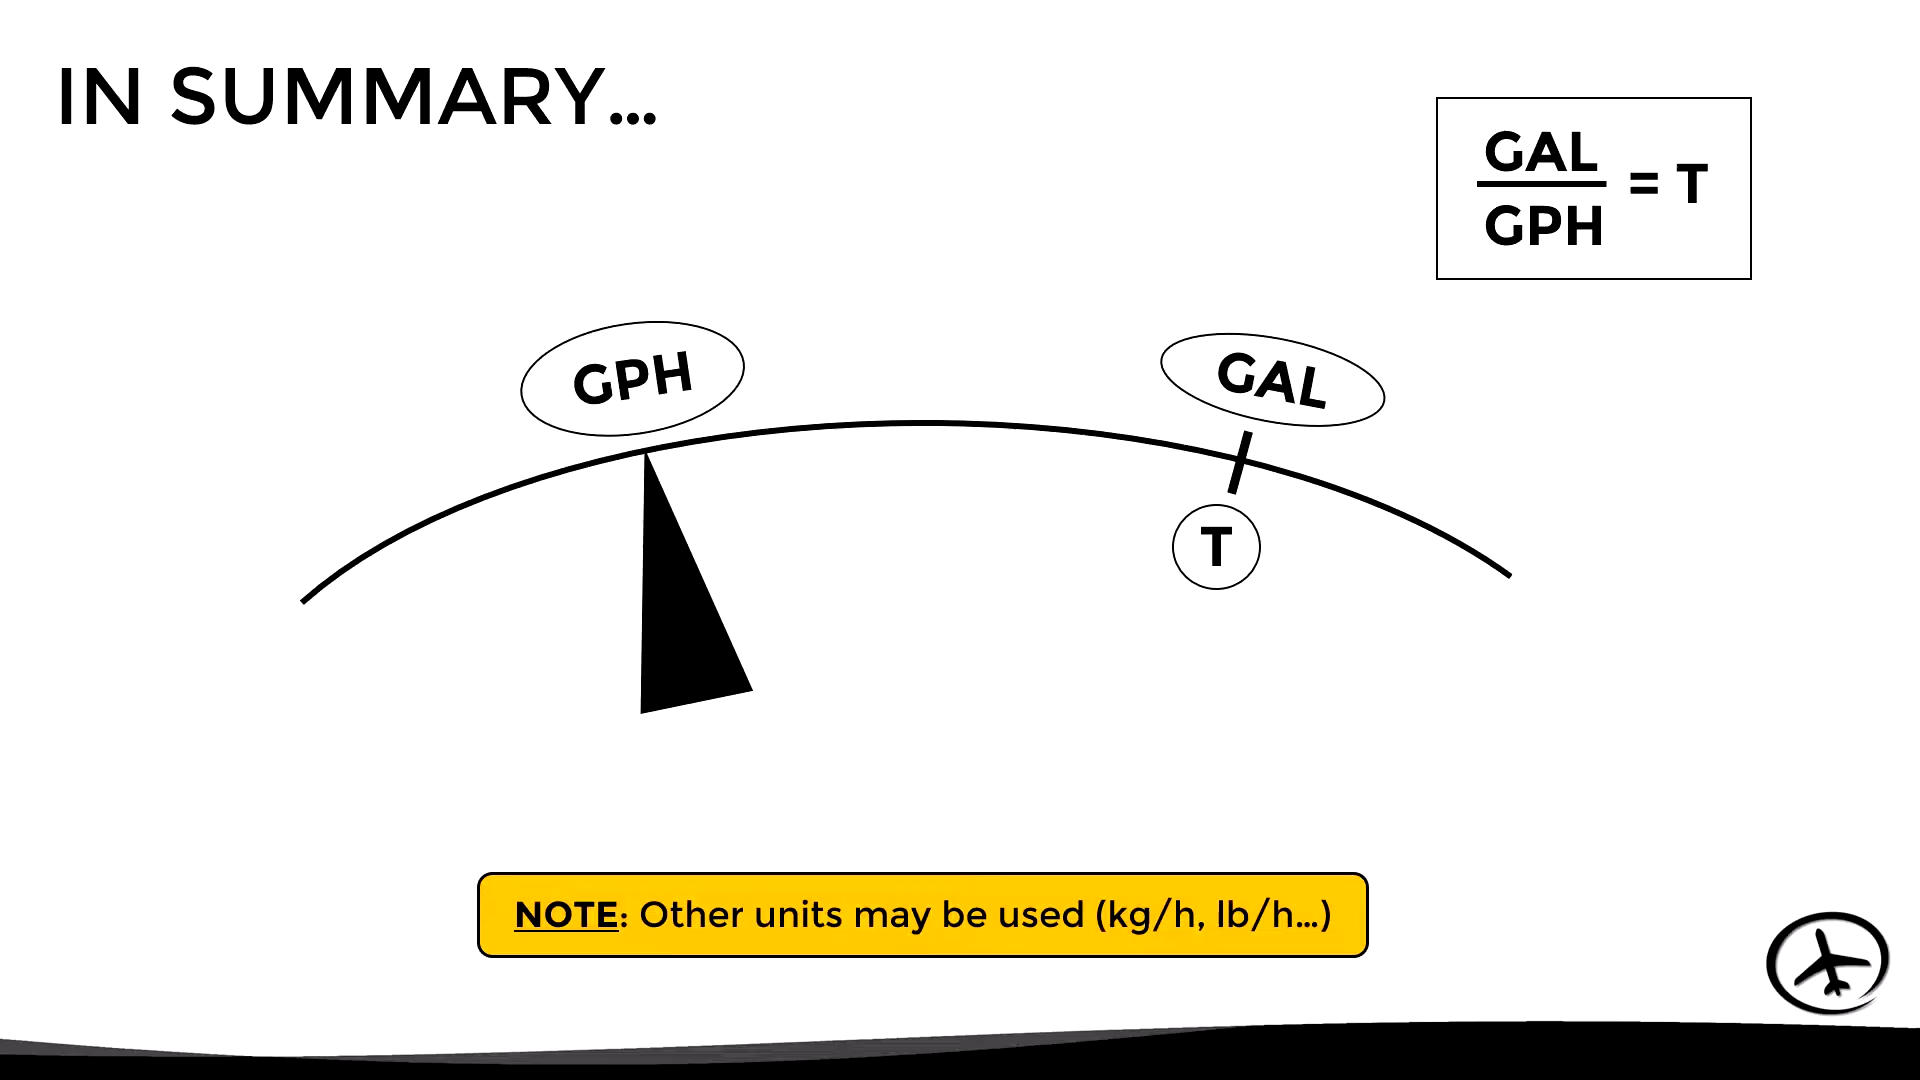 IN SUMMARY...
GAL
GPH
= T
GPH
GAL
T
NOTE: Other units may be used (kg/h, lb/h...)